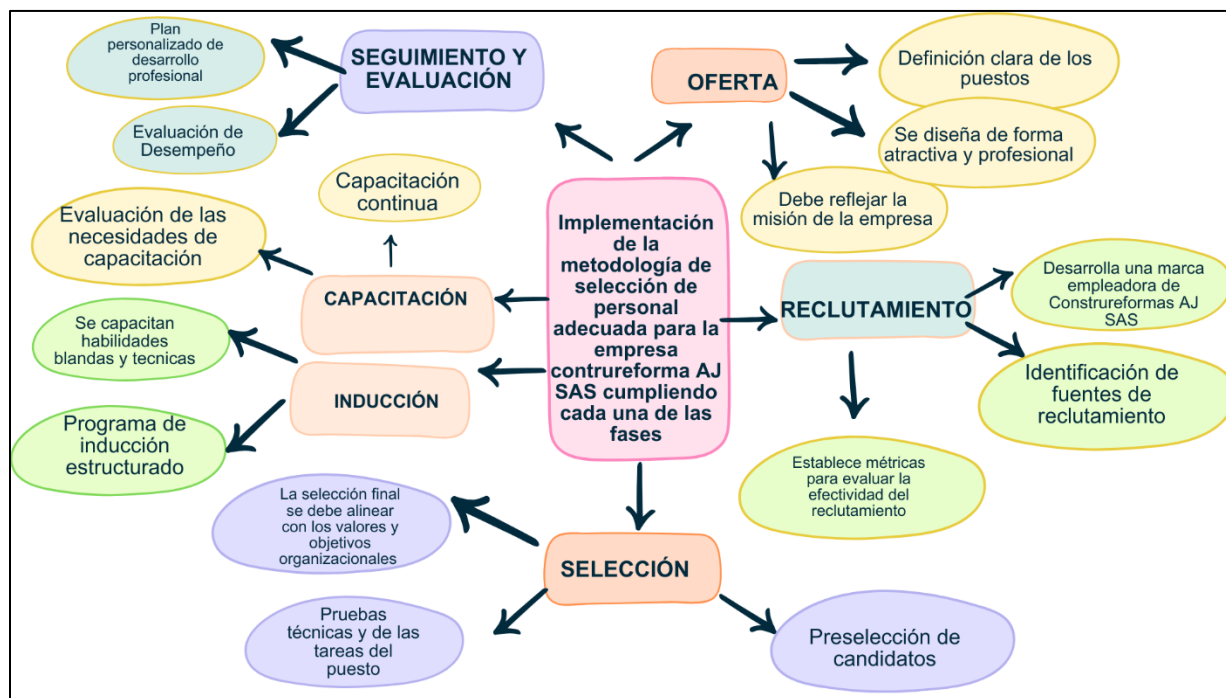 Plan
personalizado de
desarrollo
profesional
SEGUIMIENTO Y
EVALUACIÓN
Evaluación de
Desempeño
OFERTA
Definición clara de los
puestos
Se diseña de forma
atractiva y profesional
Debe reflejar la
misión de la empresa
Capacitación
continua
Evaluación de las
necesidades de
capacitación
CAPACITACIÓN
Se capacitan
habilidades
blandas y tecnicas
INDUCCIÓN
Programa de
inducción
estructurado
Implementación
de la
metodología de
selección de
personal
adecuada para la
empresa
contrureforma AJ
SAS cumpliendo
cada una de las
fases
RECLUTAMIENTO
Desarrolla una marca
empleadora de
Construreformas AJ
SAS
Identificación de
fuentes de
reclutamiento
Establece métricas
para evaluar la
efectividad del
reclutamiento
La selección final
se debe alinear
con los valores y
objetivos
organizacionales
SELECCIÓN
Pruebas
técnicas y de las
tareas del
puesto
Preselección de
candidatos